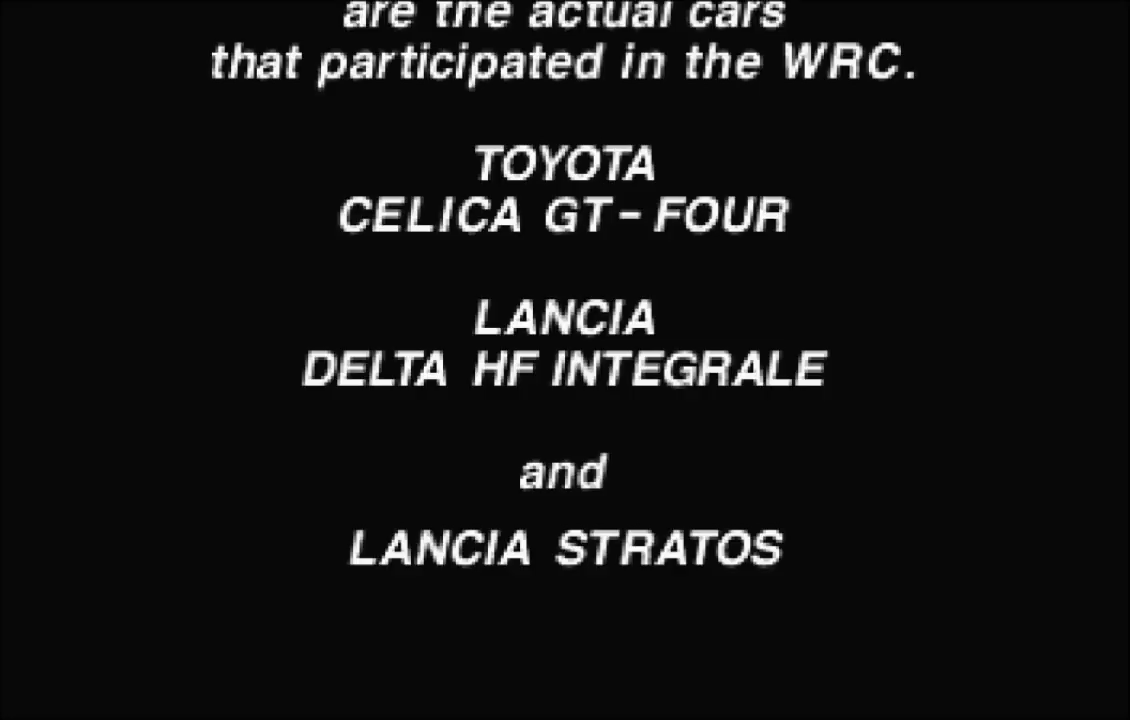 are the actual cars
that participated in the WRC.
TOYOTA
CELICA GT-FOUR
LANCIA
DELTA HF INTEGRALE
and
LANCIA STRATOS